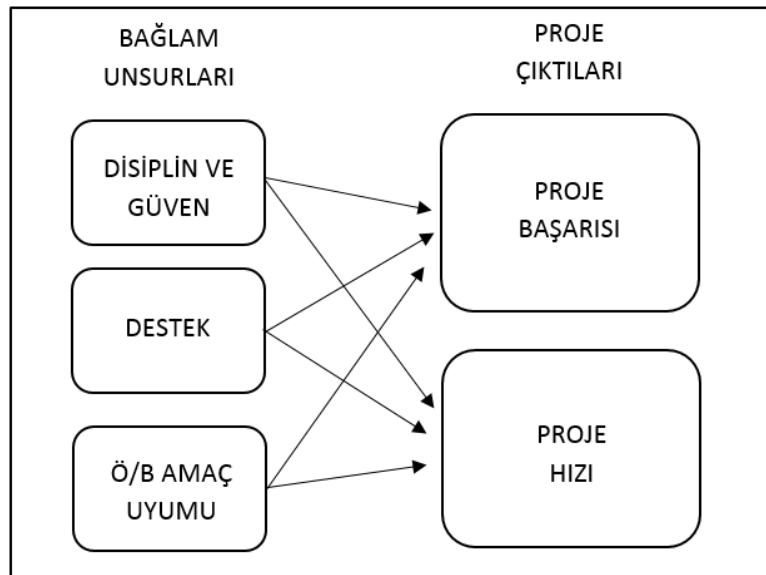 BAĞLAM
UNSURLARI
PROJE
ÇIKTILARI
DİSİPLİN VE
GÜVEN
PROJE
BAŞARISI
DESTEK
PROJE
HIZI
Ö/B AMAÇ
UYUMU